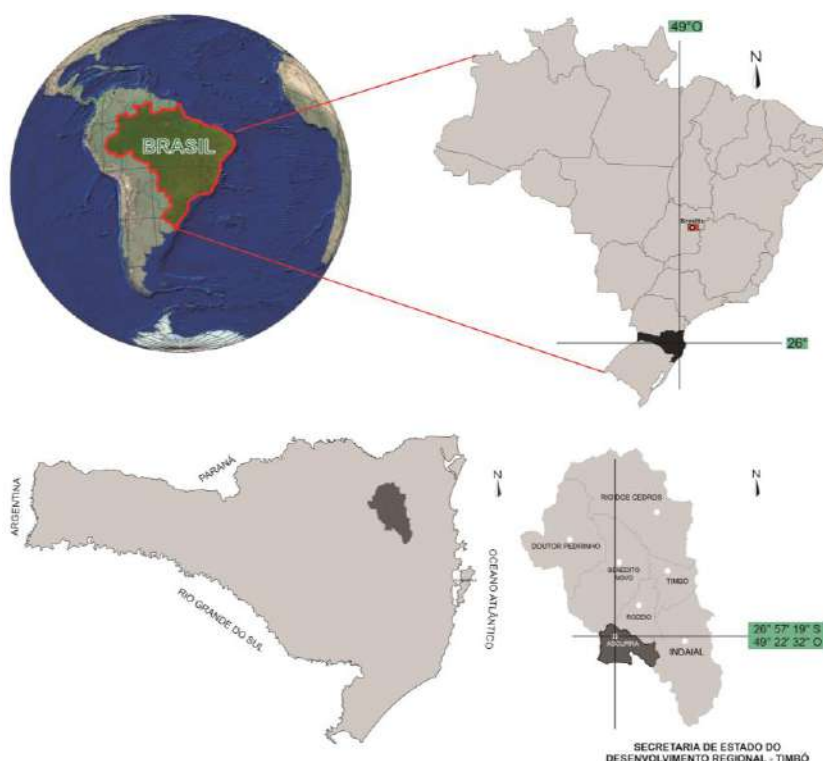 BRASIL
49° O
N
Brasília
26°
ARGENTINA
PARANÁ
RIO GRANDE DO SUL
OCEANO ATLÂNTICO
N
N
RIO DOS CEDROS
DOUTOR PEDRINHO
BENEDITO
NOVO
TIMBÓ
RODEIO
ASCURRA
INDAIAL
26° 57' 19" S
49° 22' 32" O
SECRETARIA DE ESTADO DO
DESENVOLVIMENTO REGIONAL - TIMBÓ